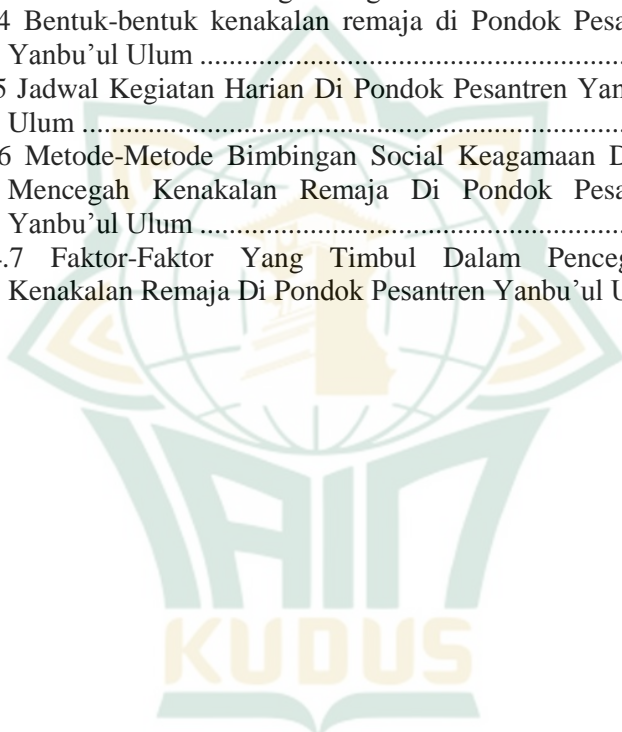 4 Bentuk-bentuk kenakalan remaja di Pondok Pesa
Yanbu’ul Ulum ........................................................
5 Jadwal Kegiatan Harian Di Pondok Pesantren Yan
Ulum ........................................................................
6 Metode-Metode Bimbingan Social Keagamaan D
Mencegah Kenakalan Remaja Di Pondok Pesa
Yanbu’ul Ulum ........................................................
.7 Faktor-Faktor Yang Timbul Dalam Penceg
Kenakalan Remaja Di Pondok Pesantren Yanbu’ul U
IAIN
KUDUS